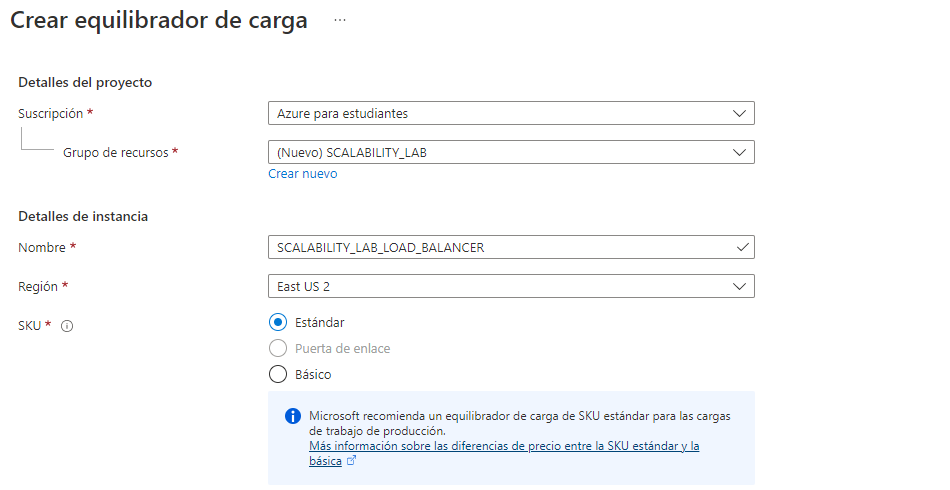 Crear equilibrador de carga ...
Detalles del proyecto
Suscripción *
Azure para estudiantes
Grupo de recursos *
(Nuevo) SCALABILITY_LAB
Crear nuevo
Detalles de instancia
Nombre *
SCALABILITY_LAB_LOAD_BALANCER
Región *
East US 2
SKU *
Estándar
Puerta de enlace
Básico
Microsoft recomienda un equilibrador de carga de SKU estándar para las cargas
de trabajo de producción.
Más información sobre las diferencias de precio entre la SKU estándar y la
básica